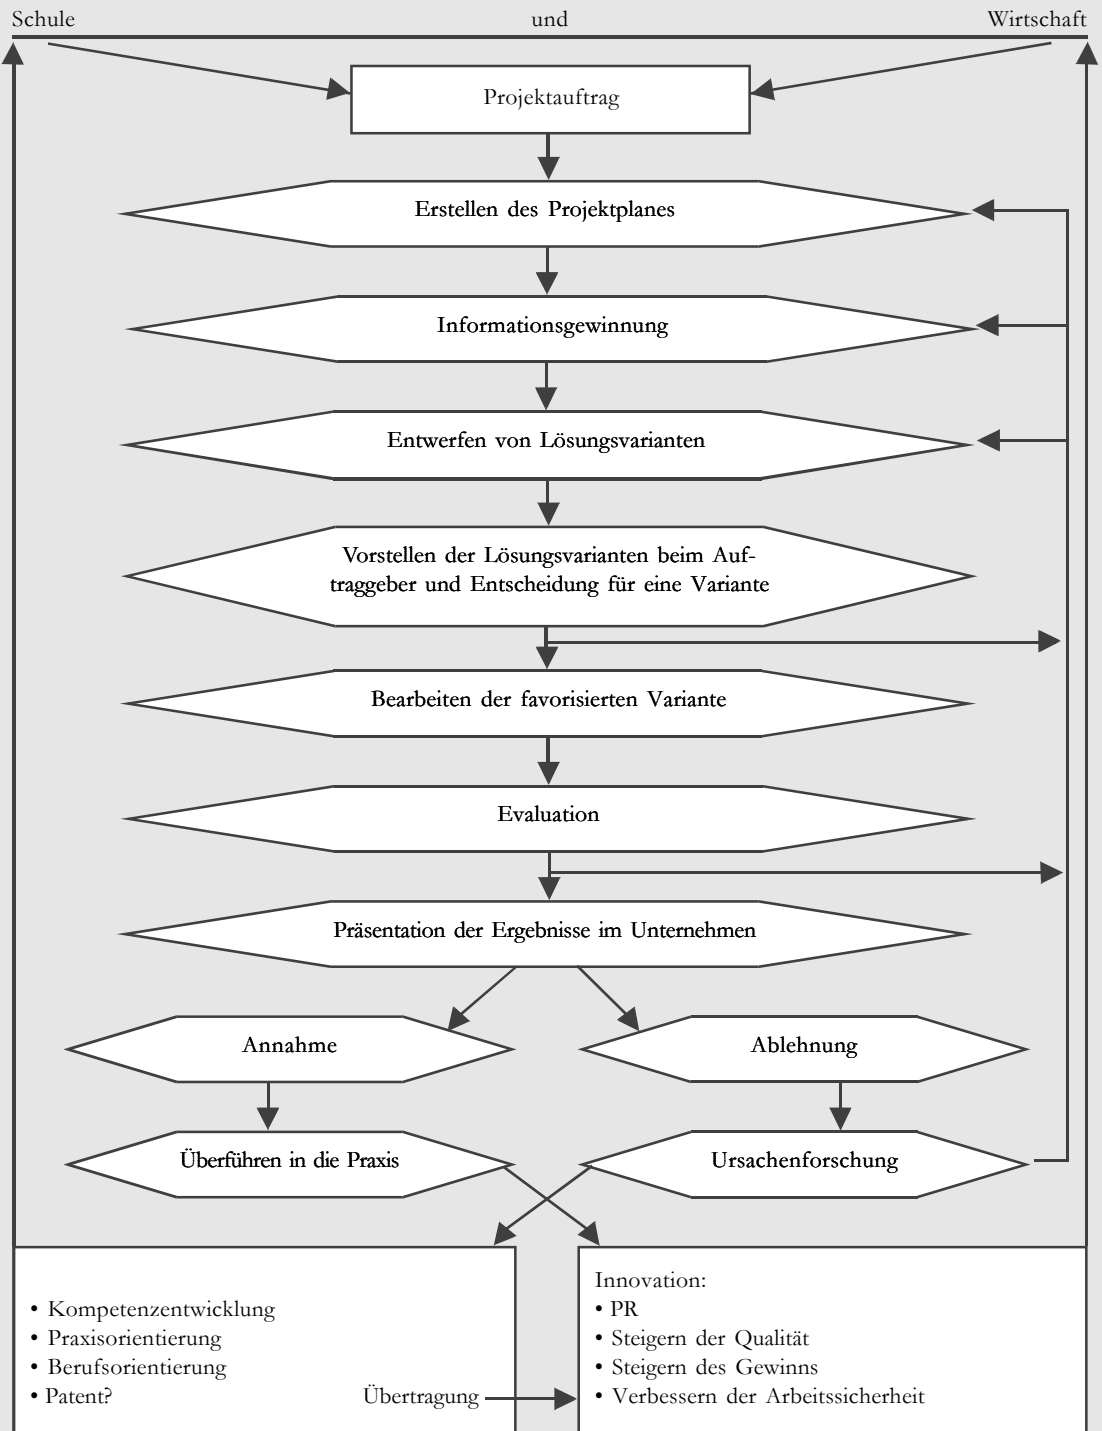 Schule und Wirtschaft
Projektauftrag
Erstellen des Projektplanes
Informationsgewinnung
Entwerfen von Lösungsvarianten
Vorstellen der Lösungsvarianten beim Auf-
traggeber und Entscheidung für eine Variante
Bearbeiten der favorisierten Variante
Evaluation
Präsentation der Ergebnisse im Unternehmen
Annahme
Ablehnung
Überführen in die Praxis
Ursachenforschung
• Kompetenzentwicklung
• Praxisorientierung
• Berufsorientierung
• Patent?
Übertragung
Innovation:
• PR
• Steigern der Qualität
• Steigern des Gewinns
• Verbessern der Arbeitssicherheit